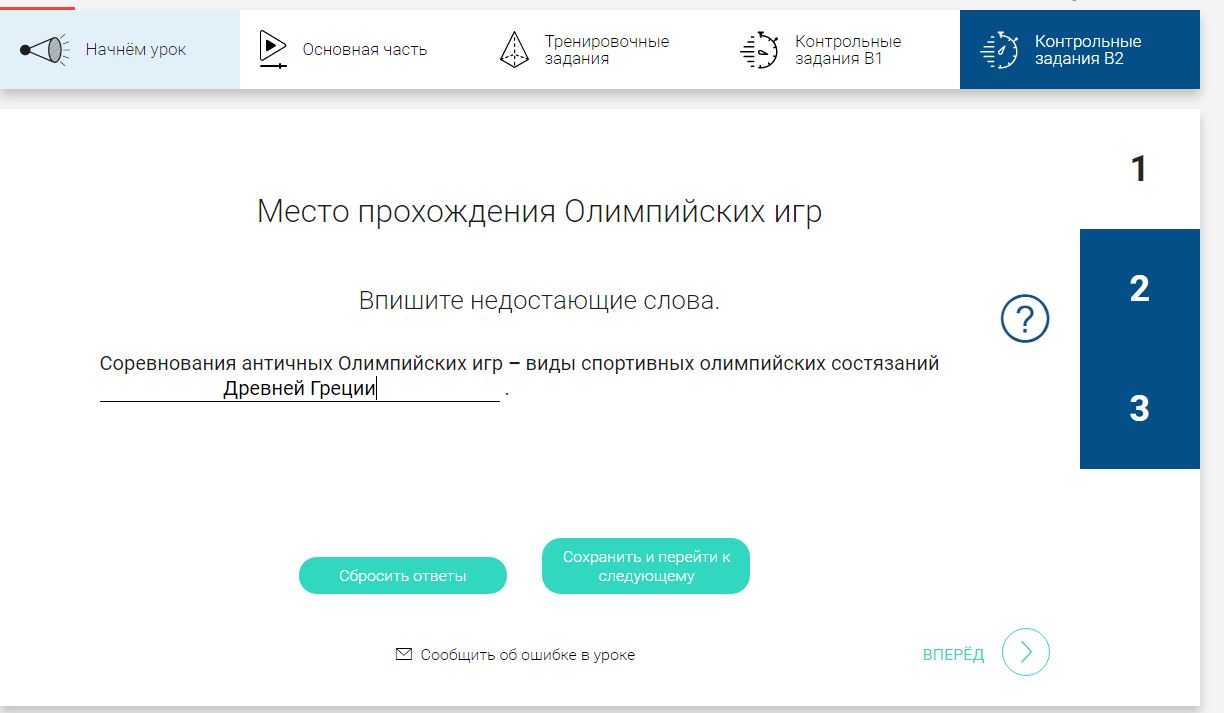 Начнём урок
Основная часть
Тренировочные
задания
Контрольные
задания В1
Контрольные
задания В2
1
Место прохождения Олимпийских игр
2
Впишите недостающие слова.
?
Соревнования античных Олимпийских игр – виды спортивных олимпийских состязаний
Древней Греции .
3
Сбросить ответы
Сохранить и перейти к
следующему
Сообщить об ошибке в уроке
ВПЕРЁД